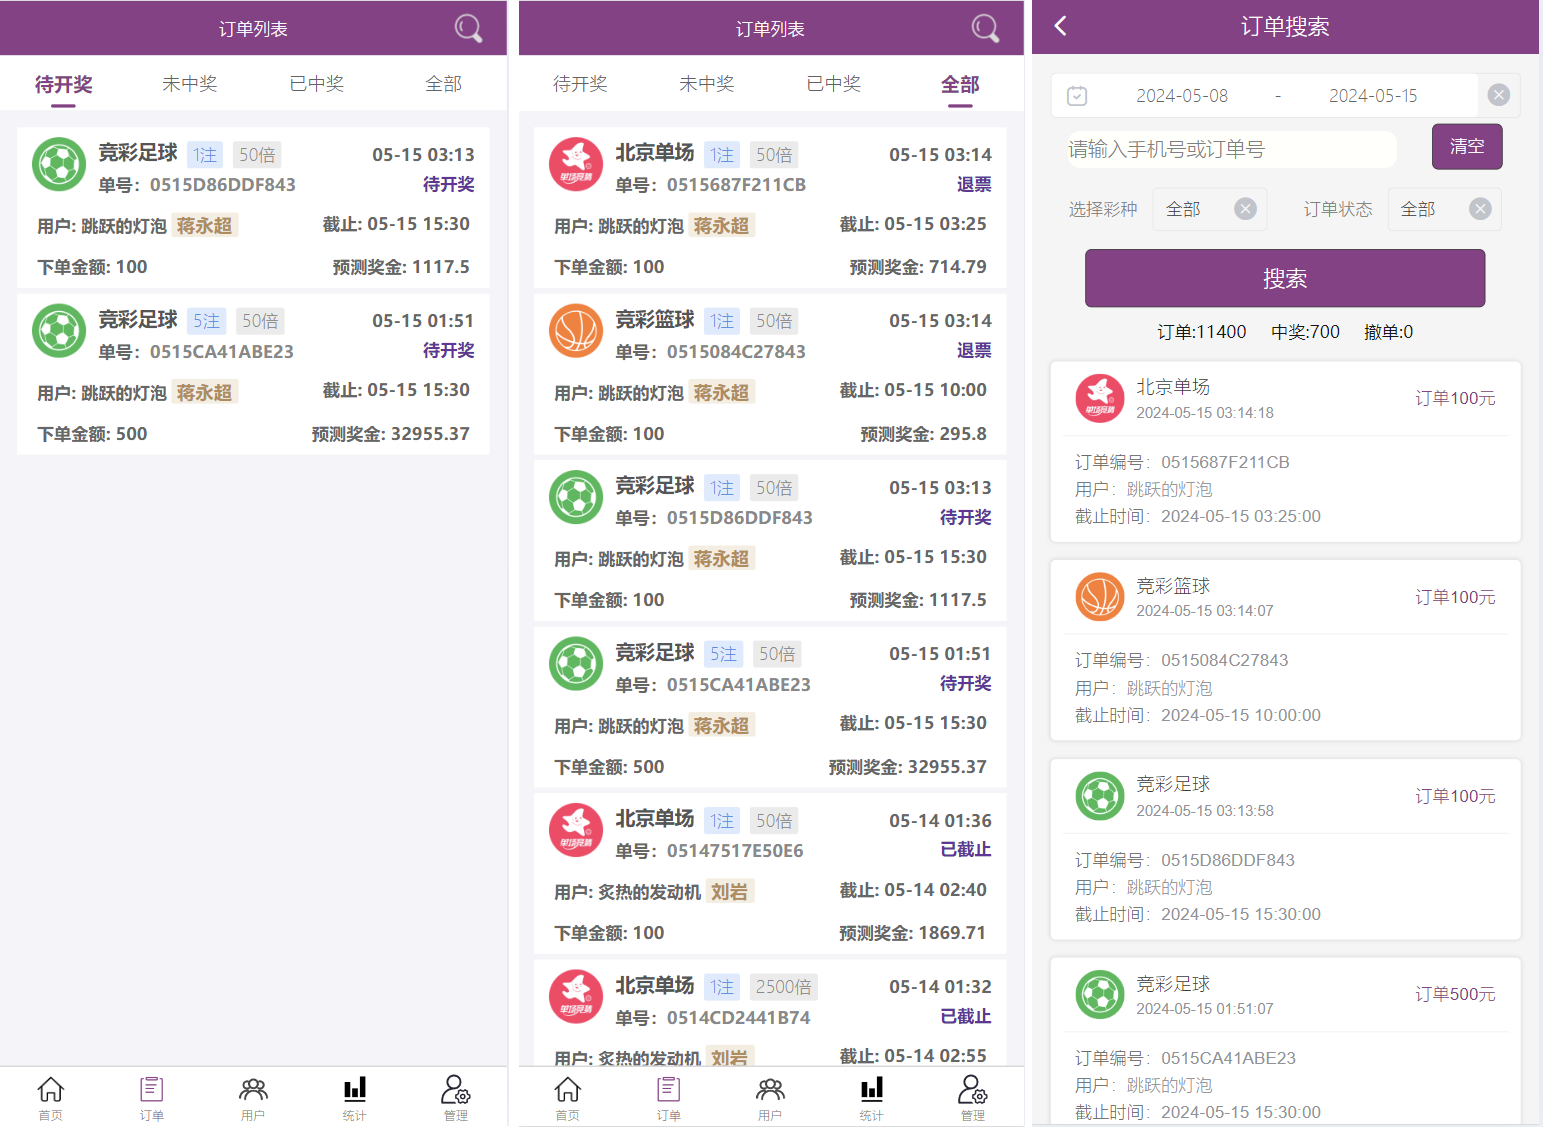 订单列表
待开奖
未中奖
已中奖
全部
竞彩足球 1注 50倍
05-15 03:13
单号：0515D86DDF843
待开奖
用户: 跳跃的灯泡 蒋永超
截止: 05-15 15:30
下单金额: 100
预测奖金: 1117.5
竞彩足球 5注 50倍
05-15 01:51
单号：0515CA41ABE23
待开奖
用户: 跳跃的灯泡 蒋永超
截止: 05-15 15:30
下单金额: 500
预测奖金: 32955.37
首页
订单
用户
统计
管理
订单列表
待开奖
未中奖
已中奖
全部
北京单场 1注 50倍
05-15 03:14
单场竞猜
单号：0515687F211CB
退票
用户: 跳跃的灯泡 蒋永超
截止: 05-15 03:25
下单金额: 100
预测奖金: 714.79
竞彩篮球 1注 50倍
05-15 03:14
单号：0515084C27843
退票
用户: 跳跃的灯泡 蒋永超
截止: 05-15 10:00
下单金额: 100
预测奖金: 295.8
竞彩足球 1注 50倍
05-15 03:13
单号：0515D86DDF843
待开奖
用户: 跳跃的灯泡 蒋永超
截止: 05-15 15:30
下单金额: 100
预测奖金: 1117.5
竞彩足球 5注 50倍
05-15 01:51
单号：0515CA41ABE23
待开奖
用户: 跳跃的灯泡 蒋永超
截止: 05-15 15:30
下单金额: 500
预测奖金: 32955.37
北京单场 1注 50倍
05-14 01:36
单场竞猜
单号：05147517E50E6
已截止
用户: 炙热的发动机 刘岩
截止: 05-14 02:40
下单金额: 100
预测奖金: 1869.71
北京单场 1注 2500倍
05-14 01:32
单场竞猜
单号：0514CD2441B74
已截止
用户: 炙热的发动机 刘岩
截止: 05-14 02:55
首页
订单
用户
统计
管理
订单搜索
2024-05-08 - 2024-05-15
请输入手机号或订单号
清空
选择彩种 全部
订单状态 全部
搜索
订单:11400 中奖:700 撤单:0
北京单场
2024-05-15 03:14:18
订单100元
单场竞猜
订单编号：0515687F211CB
用户：跳跃的灯泡
截止时间：2024-05-15 03:25:00
竞彩篮球
2024-05-15 03:14:07
订单100元
订单编号：0515084C27843
用户：跳跃的灯泡
截止时间：2024-05-15 10:00:00
竞彩足球
2024-05-15 03:13:58
订单100元
订单编号：0515D86DDF843
用户：跳跃的灯泡
截止时间：2024-05-15 15:30:00
竞彩足球
2024-05-15 01:51:07
订单500元
订单编号：0515CA41ABE23
用户：跳跃的灯泡
截止时间：2024-05-15 15:30:00